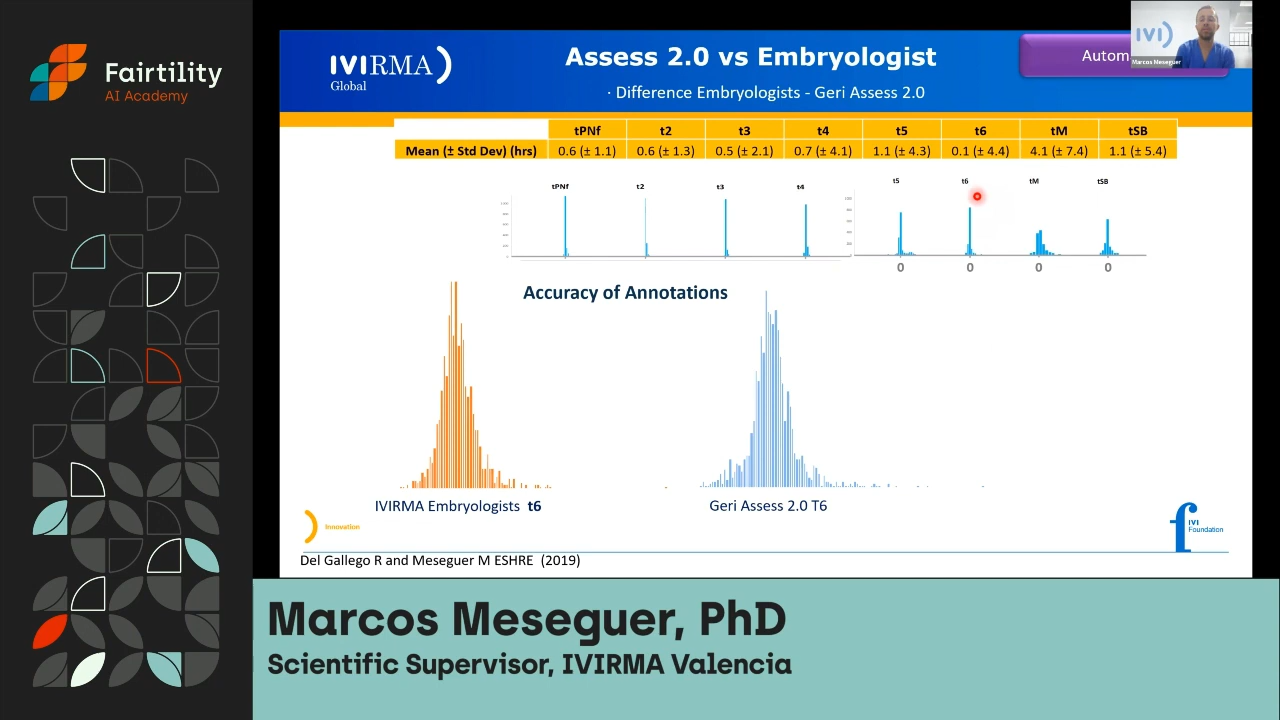 Fairtility
AI Academy
IVIRMA
Global
Assess 2.0 vs Embryologist
· Difference Embryologists - Geri Assess 2.0
Autom
IVI
Marcos Meseguer
tPNf t2 t3 t4 t5 t6 tM tSB
Mean (± Std Dev) (hrs) 0.6 (± 1.1) 0.6 (± 1.3) 0.5 (± 2.1) 0.7 (± 4.1) 1.1 (± 4.3) 0.1 (± 4.4) 4.1 (± 7.4) 1.1 (± 5.4)
tPNf t2 t3 t4 t5 t6 tM tSB
0 0 0 0
Accuracy of Annotations
IVIRMA Embryologists t6
Geri Assess 2.0 T6
Innovation
IVI
Foundation
Del Gallego R and Meseguer M ESHRE (2019)
Marcos Meseguer, PhD
Scientific Supervisor, IVIRMA Valencia